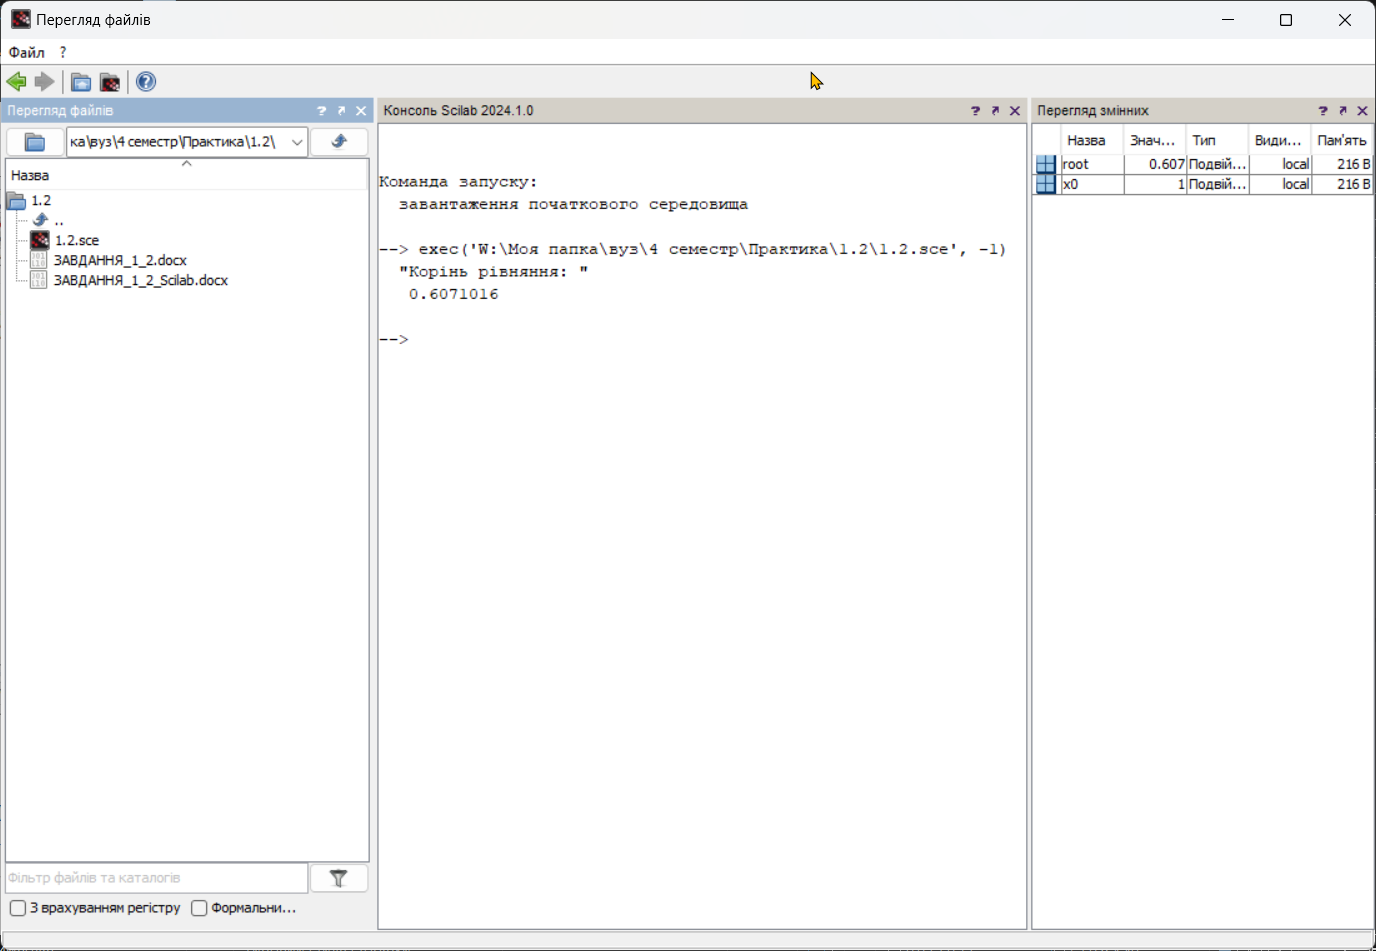 Перегляд файлів
Файл ?
Перегляд файлів
ка\вуз\4 семестр\Практика\1.2\
Назва
1.2
..
1.2.sce
ЗАВДАННЯ_1_2.docx
ЗАВДАННЯ_1_2_Scilab.docx
Фільтр файлів та каталогів
З врахуванням регістру Формальни...
Консоль Scilab 2024.1.0
Команда запуску:
завантаження початкового середовища
--> exec('W:\Моя папка\вуз\4 семестр\Практика\1.2\1.2.sce', -1)
"Корінь рівняння: "
0.6071016
-->
Перегляд змінних
Назва Знач... Тип Види... Пам'ять
root 0.607 Подвій... local 216 B
x0 1 Подвій... local 216 B